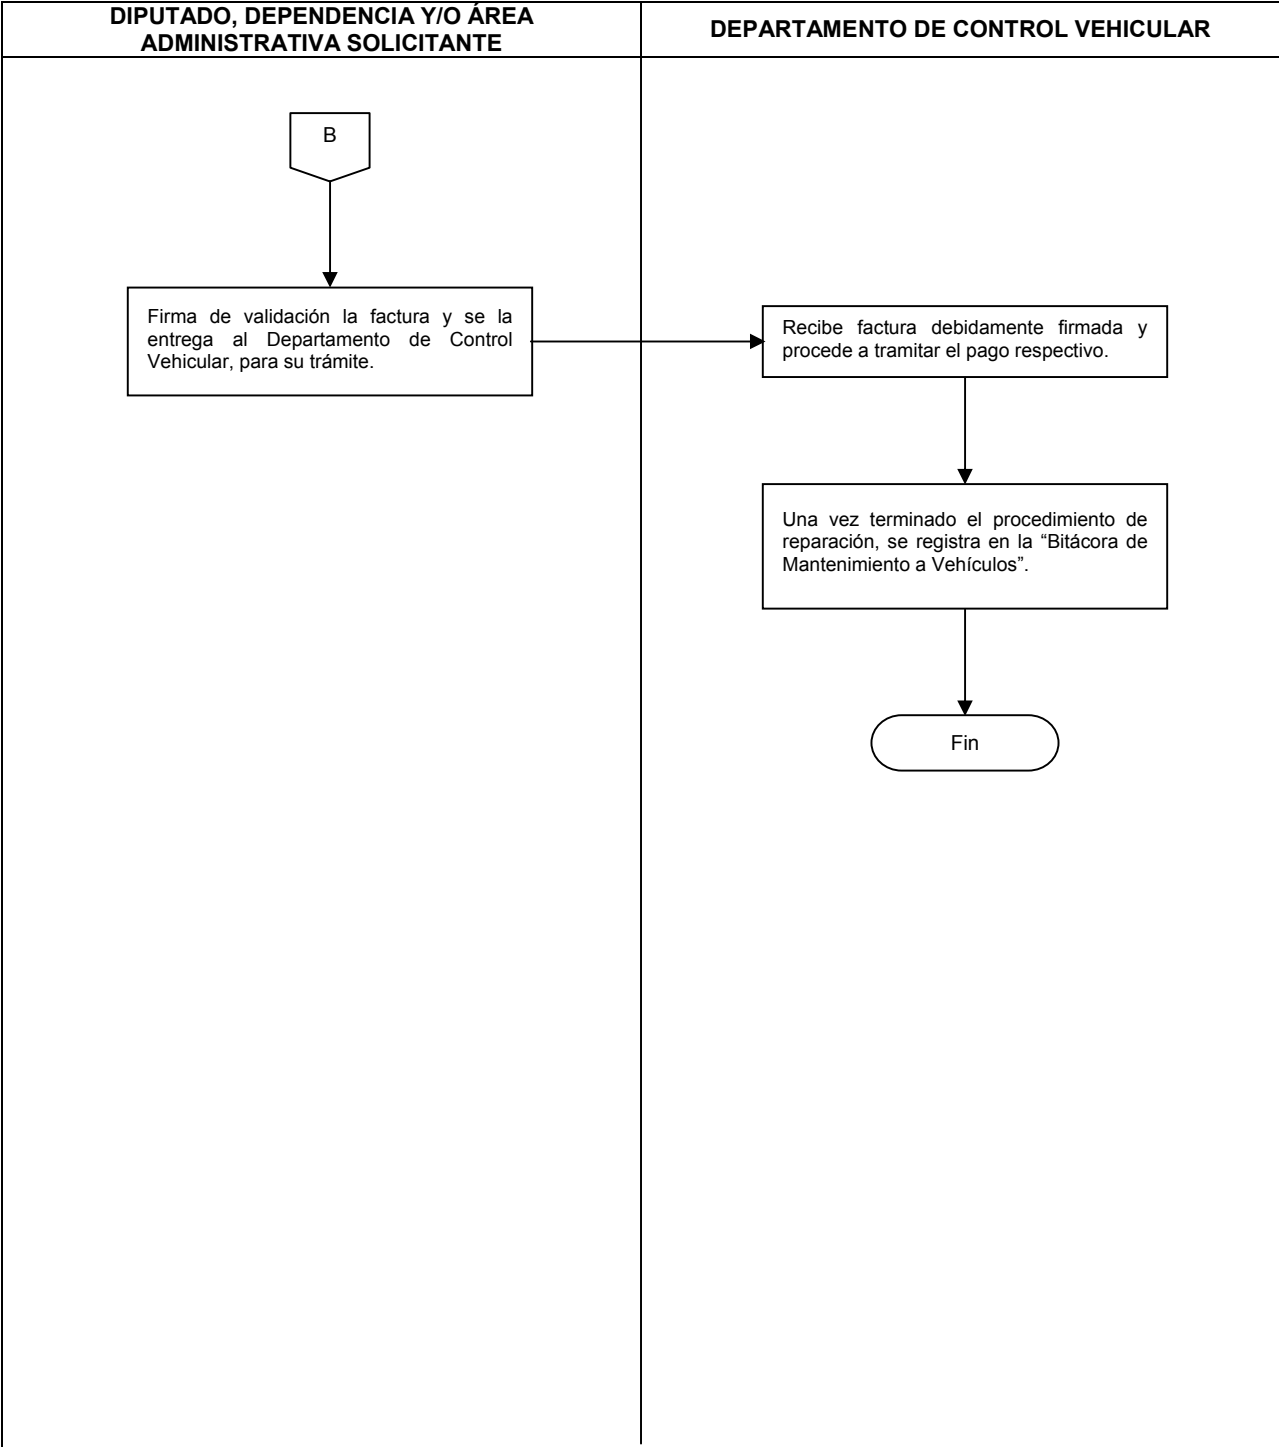 DIPUTADO, DEPENDENCIA Y/O ÁREA
ADMINISTRATIVA SOLICITANTE
DEPARTAMENTO DE CONTROL VEHICULAR
B
Firma de validación la factura y se la
entrega al Departamento de Control
Vehicular, para su trámite.
Recibe factura debidamente firmada y
procede a tramitar el pago respectivo.
Una vez terminado el procedimiento de
reparación, se registra en la “Bitácora de
Mantenimiento a Vehículos”.
Fin